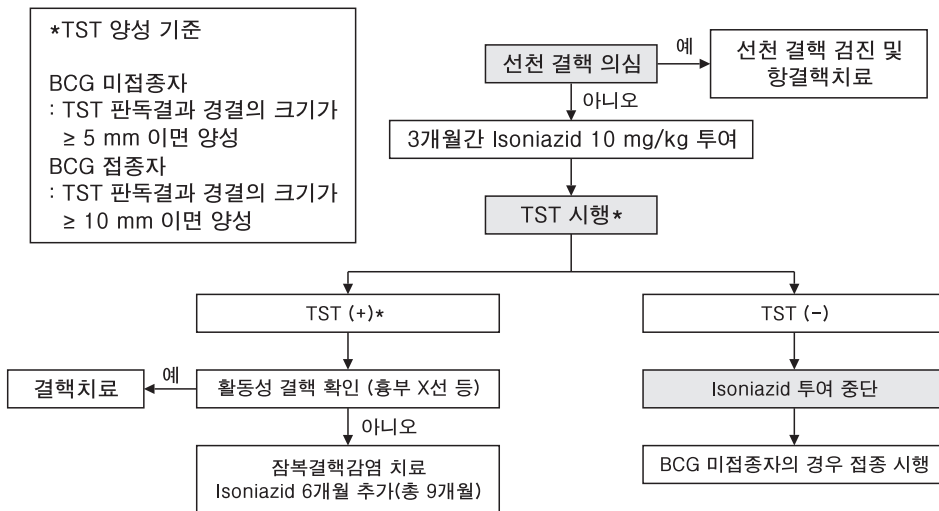 *TST 양성 기준
BCG 미접종자
: TST 판독결과 경결의 크기가
≥ 5 mm 이면 양성
BCG 접종자
: TST 판독결과 경결의 크기가
≥ 10 mm 이면 양성
선천 결핵 의심
예
선천 결핵 검진 및
항결핵치료
아니오
3개월간 Isoniazid 10 mg/kg 투여
TST 시행*
TST (+)*
TST (-)
결핵치료
예
활동성 결핵 확인 (흉부 X선 등)
Isoniazid 투여 중단
아니오
잠복결핵감염 치료
Isoniazid 6개월 추가(총 9개월)
BCG 미접종자의 경우 접종 시행